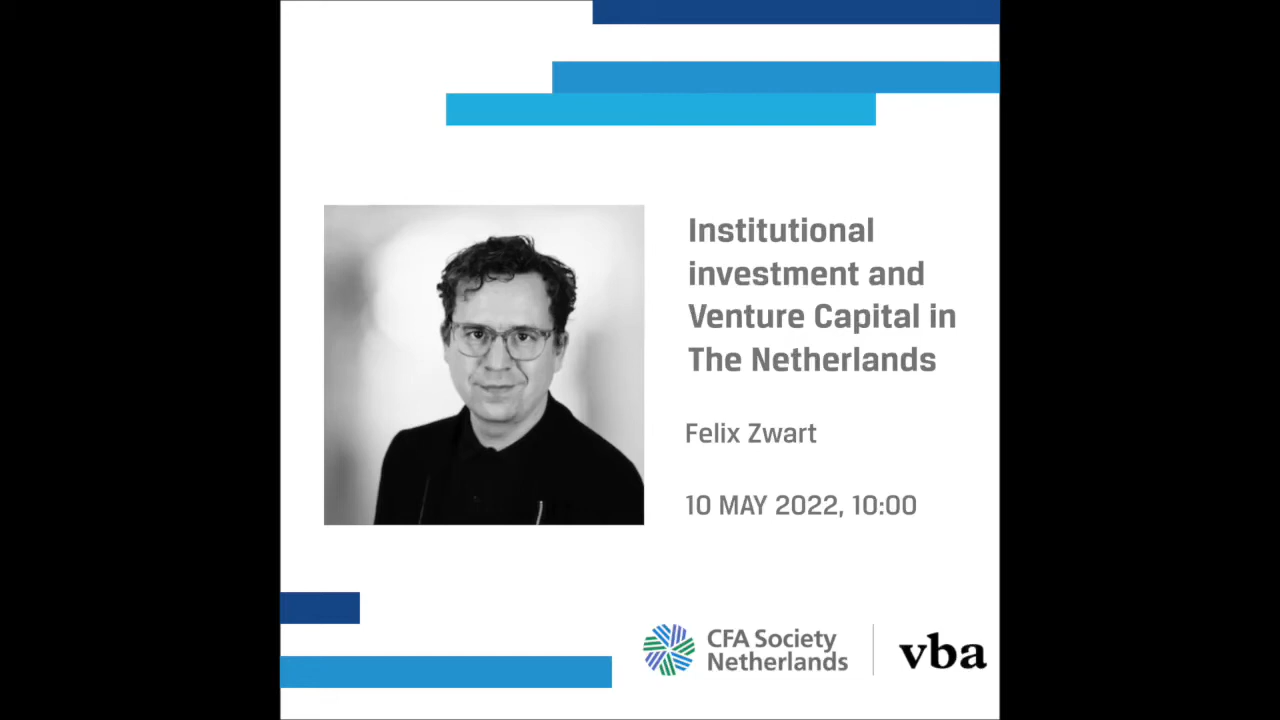 Institutional
investment and
Venture Capital in
The Netherlands
Felix Zwart
10 MAY 2022, 10:00
CFA Society
Netherlands
vba